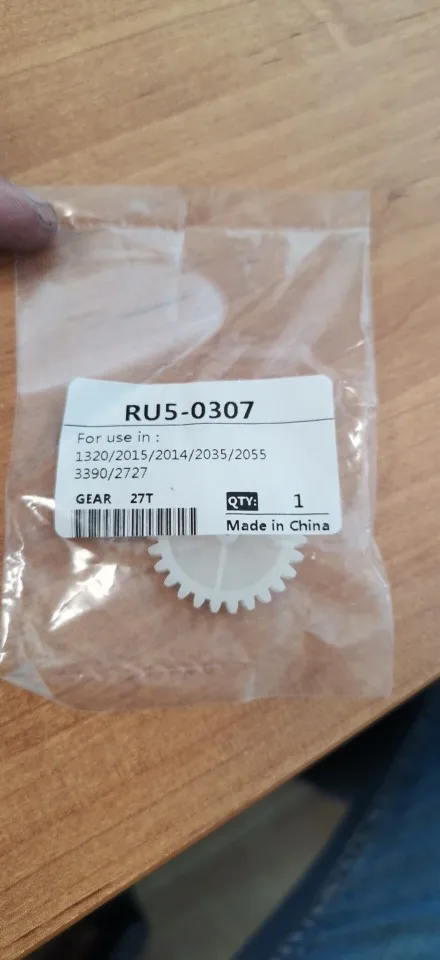 RU5-0307
For use in :
1320/2015/2014/2035/2055
3390/2727
GEAR 27T QTY: 1
Made in China